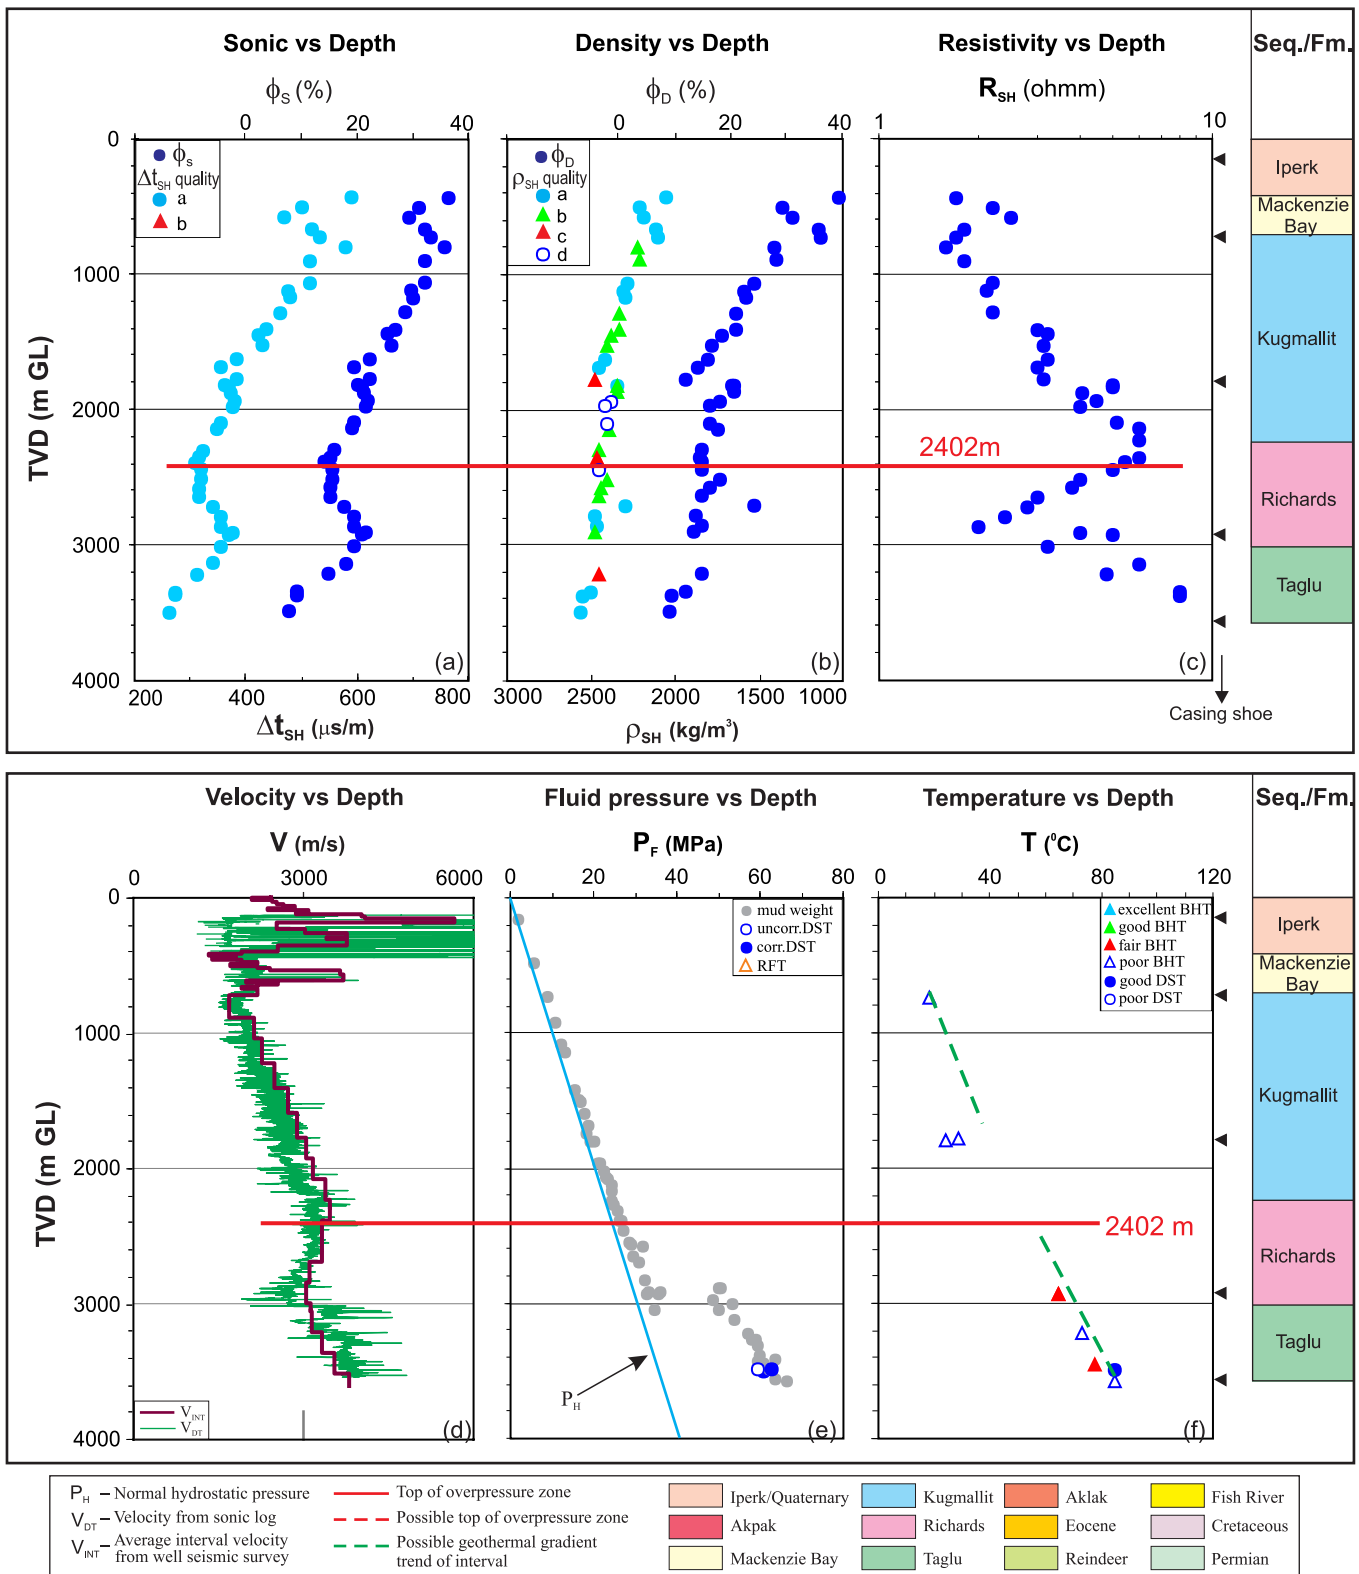 Sonic vs Depth
Density vs Depth
Resistivity vs Depth
Seq./Fm.
ϕS (%)
ϕD (%)
RSH (ohmm)
0 20 40
0 20 40
1 10
TVD (m GL)
0
1000
2000
3000
4000
ϕs
ΔtSH quality
a
b
ϕD
ρSH quality
a
b
c
d
2402m
(a)
(b)
(c)
200 400 600 800
3000 2500 2000 1500 1000
ΔtSH (μs/m)
ρSH (kg/m³)
Casing shoe
Iperk
Mackenzie
Bay
Kugmallit
Richards
Taglu
Velocity vs Depth
Fluid pressure vs Depth
Temperature vs Depth
Seq./Fm.
V (m/s)
PF (MPa)
T (⁰C)
0 3000 6000
0 20 40 60 80
0 40 80 120
TVD (m GL)
0
1000
2000
3000
4000
VINT
VDT
mud weight
uncorr.DST
corr.DST
RFT
excellent BHT
good BHT
fair BHT
poor BHT
good DST
poor DST
2402 m
PH
(d)
(e)
(f)
Iperk
Mackenzie
Bay
Kugmallit
Richards
Taglu
PH – Normal hydrostatic pressure
VDT – Velocity from sonic log
VINT – Average interval velocity
from well seismic survey
Top of overpressure zone
Possible top of overpressure zone
Possible geothermal gradient
trend of interval
Iperk/Quaternary
Kugmallit
Aklak
Fish River
Akpak
Richards
Eocene
Cretaceous
Mackenzie Bay
Taglu
Reindeer
Permian